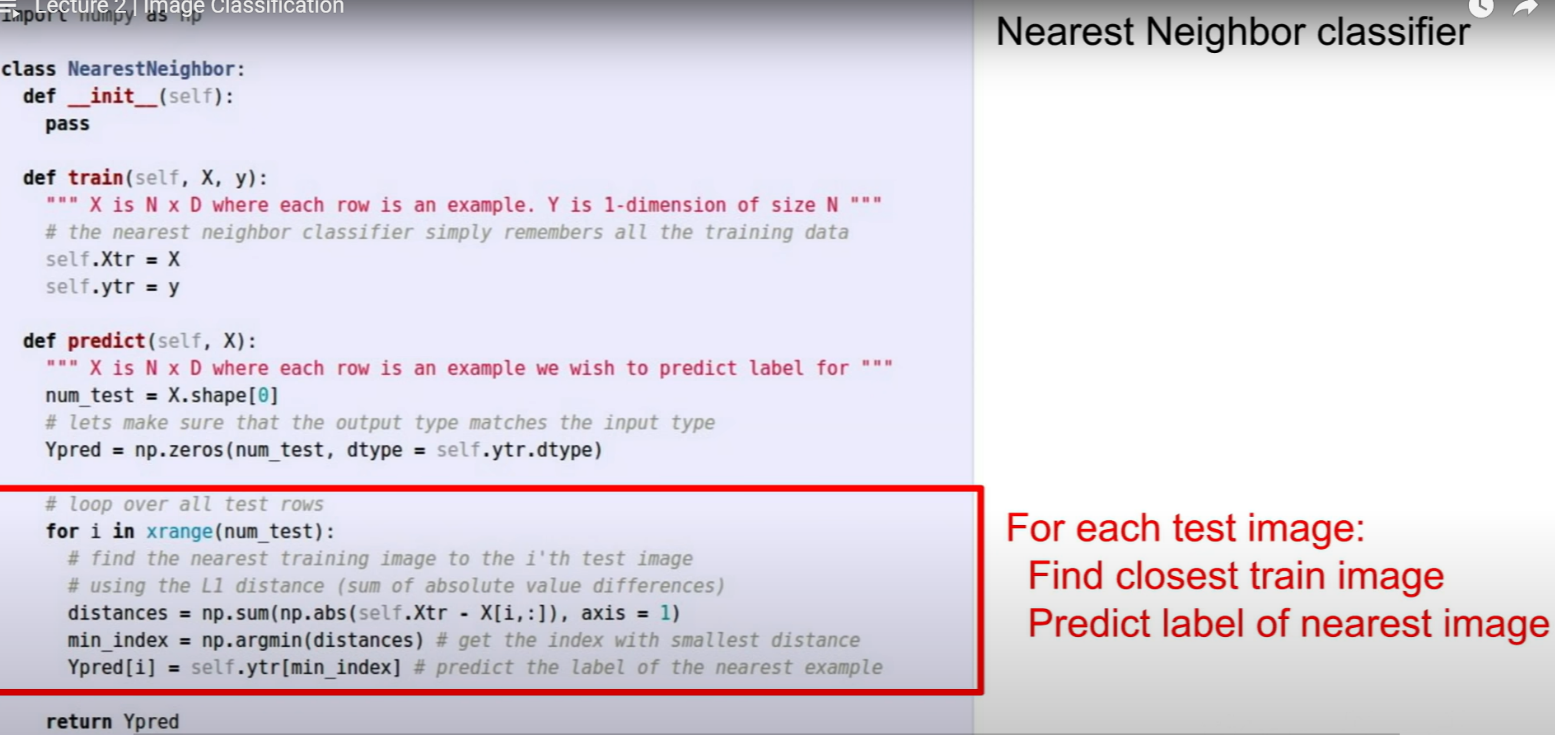 Lecture 2 | Image Classification
import numpy as np
Nearest Neighbor classifier
class NearestNeighbor:
def __init__(self):
pass
def train(self, X, y):
""" X is N x D where each row is an example. Y is 1-dimension of size N """
# the nearest neighbor classifier simply remembers all the training data
self.Xtr = X
self.ytr = y
def predict(self, X):
""" X is N x D where each row is an example we wish to predict label for """
num_test = X.shape[0]
# lets make sure that the output type matches the input type
Ypred = np.zeros(num_test, dtype = self.ytr.dtype)
# loop over all test rows
for i in xrange(num_test):
# find the nearest training image to the i'th test image
# using the L1 distance (sum of absolute value differences)
distances = np.sum(np.abs(self.Xtr - X[i,:]), axis = 1)
min_index = np.argmin(distances) # get the index with smallest distance
Ypred[i] = self.ytr[min_index] # predict the label of the nearest example
return Ypred
For each test image:
Find closest train image
Predict label of nearest image